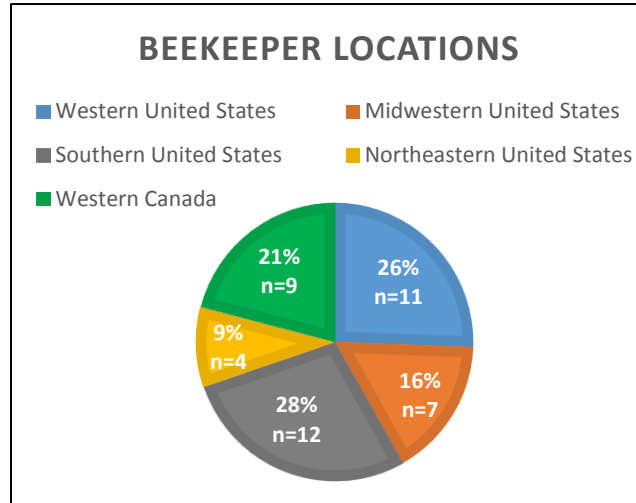 BEEKEEPER LOCATIONS
Western United States
Midwestern United States
Southern United States
Northeastern United States
Western Canada
21%
n=9
26%
n=11
9%
n=4
16%
n=7
28%
n=12